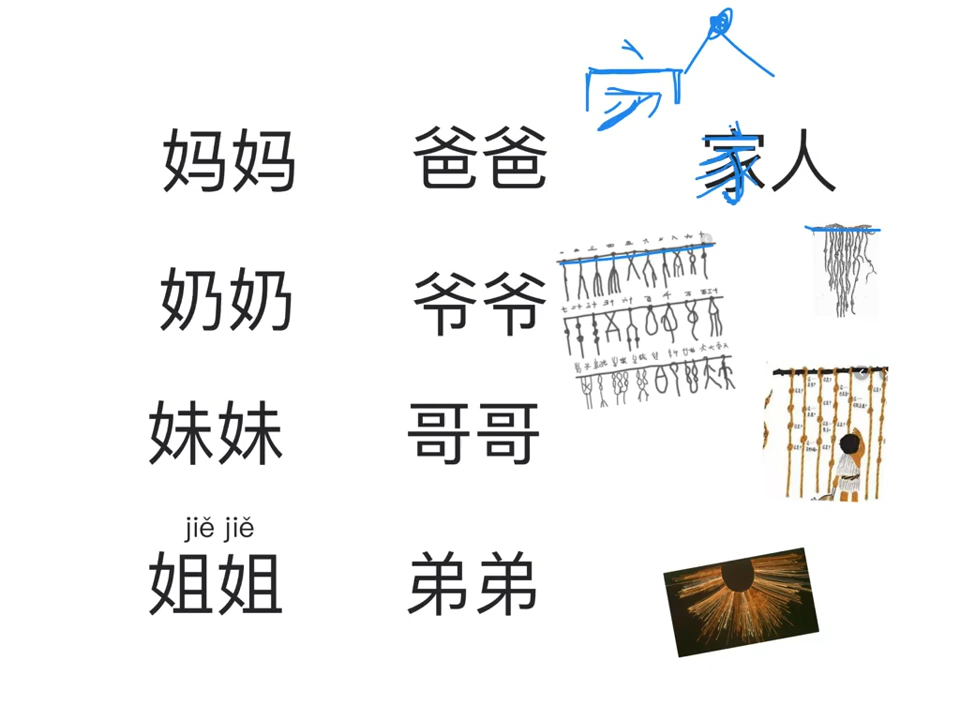 妈妈 爸爸 家人
奶奶 爷爷
妹妹 哥哥
jiě jiě
姐姐 弟弟